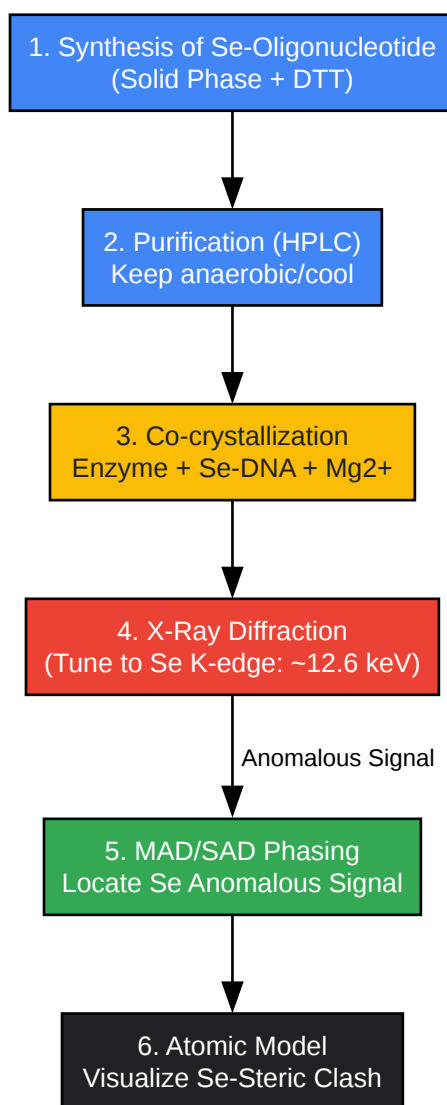 1. Synthesis of Se-Oligonucleotide
(Solid Phase + DTT)
2. Purification (HPLC)
Keep anaerobic/cool
3. Co-crystallization
Enzyme + Se-DNA + Mg2+
4. X-Ray Diffraction
(Tune to Se K-edge: ~12.6 keV)
Anomalous Signal
5. MAD/SAD Phasing
Locate Se Anomalous Signal
6. Atomic Model
Visualize Se-Steric Clash